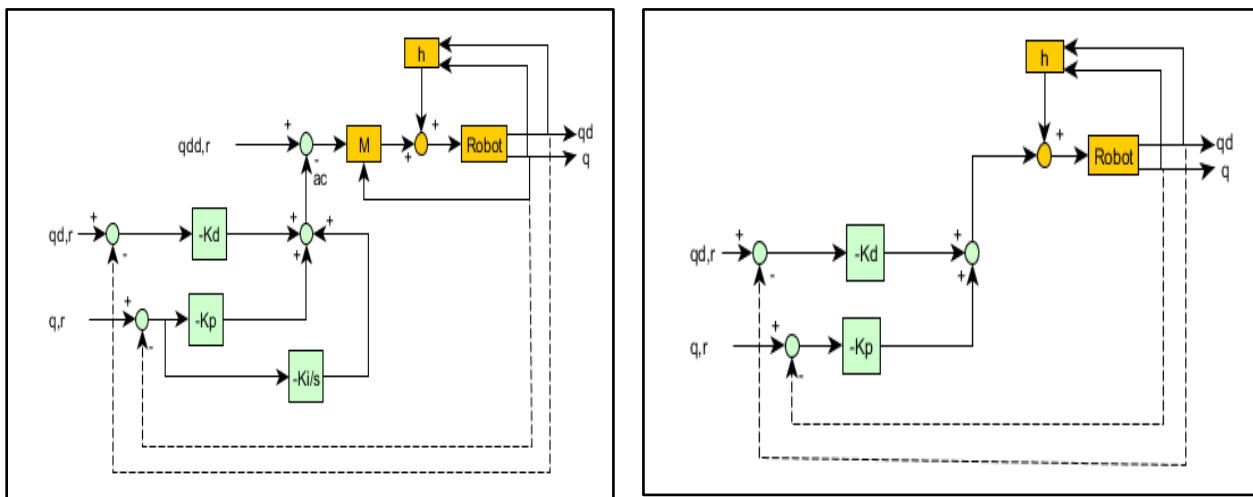 h
qd
qdd,r
M
Robot
q
ac
qd,r
-Kd
q,r
-Kp
-Ki/s
h
qd
Robot
q
qd,r
-Kd
q,r
-Kp